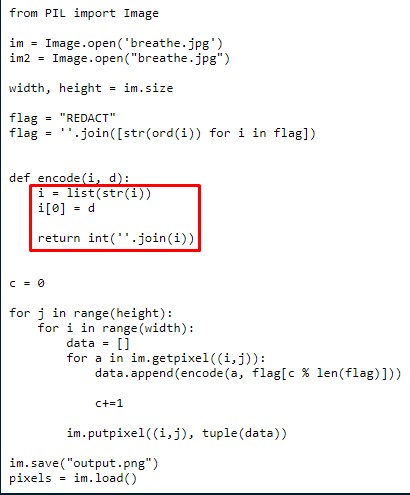 from PIL import Image
im = Image.open('breathe.jpg')
im2 = Image.open("breathe.jpg")
width, height = im.size
flag = "REDACT"
flag = ''.join([str(ord(i)) for i in flag])
def encode(i, d):
    i = list(str(i))
    i[0] = d
    return int(''.join(i))
c = 0
for j in range(height):
    for i in range(width):
        data = []
        for a in im.getpixel((i,j)):
            data.append(encode(a, flag[c % len(flag)]))
            c+=1
        im.putpixel((i,j), tuple(data))
im.save("output.png")
pixels = im.load()